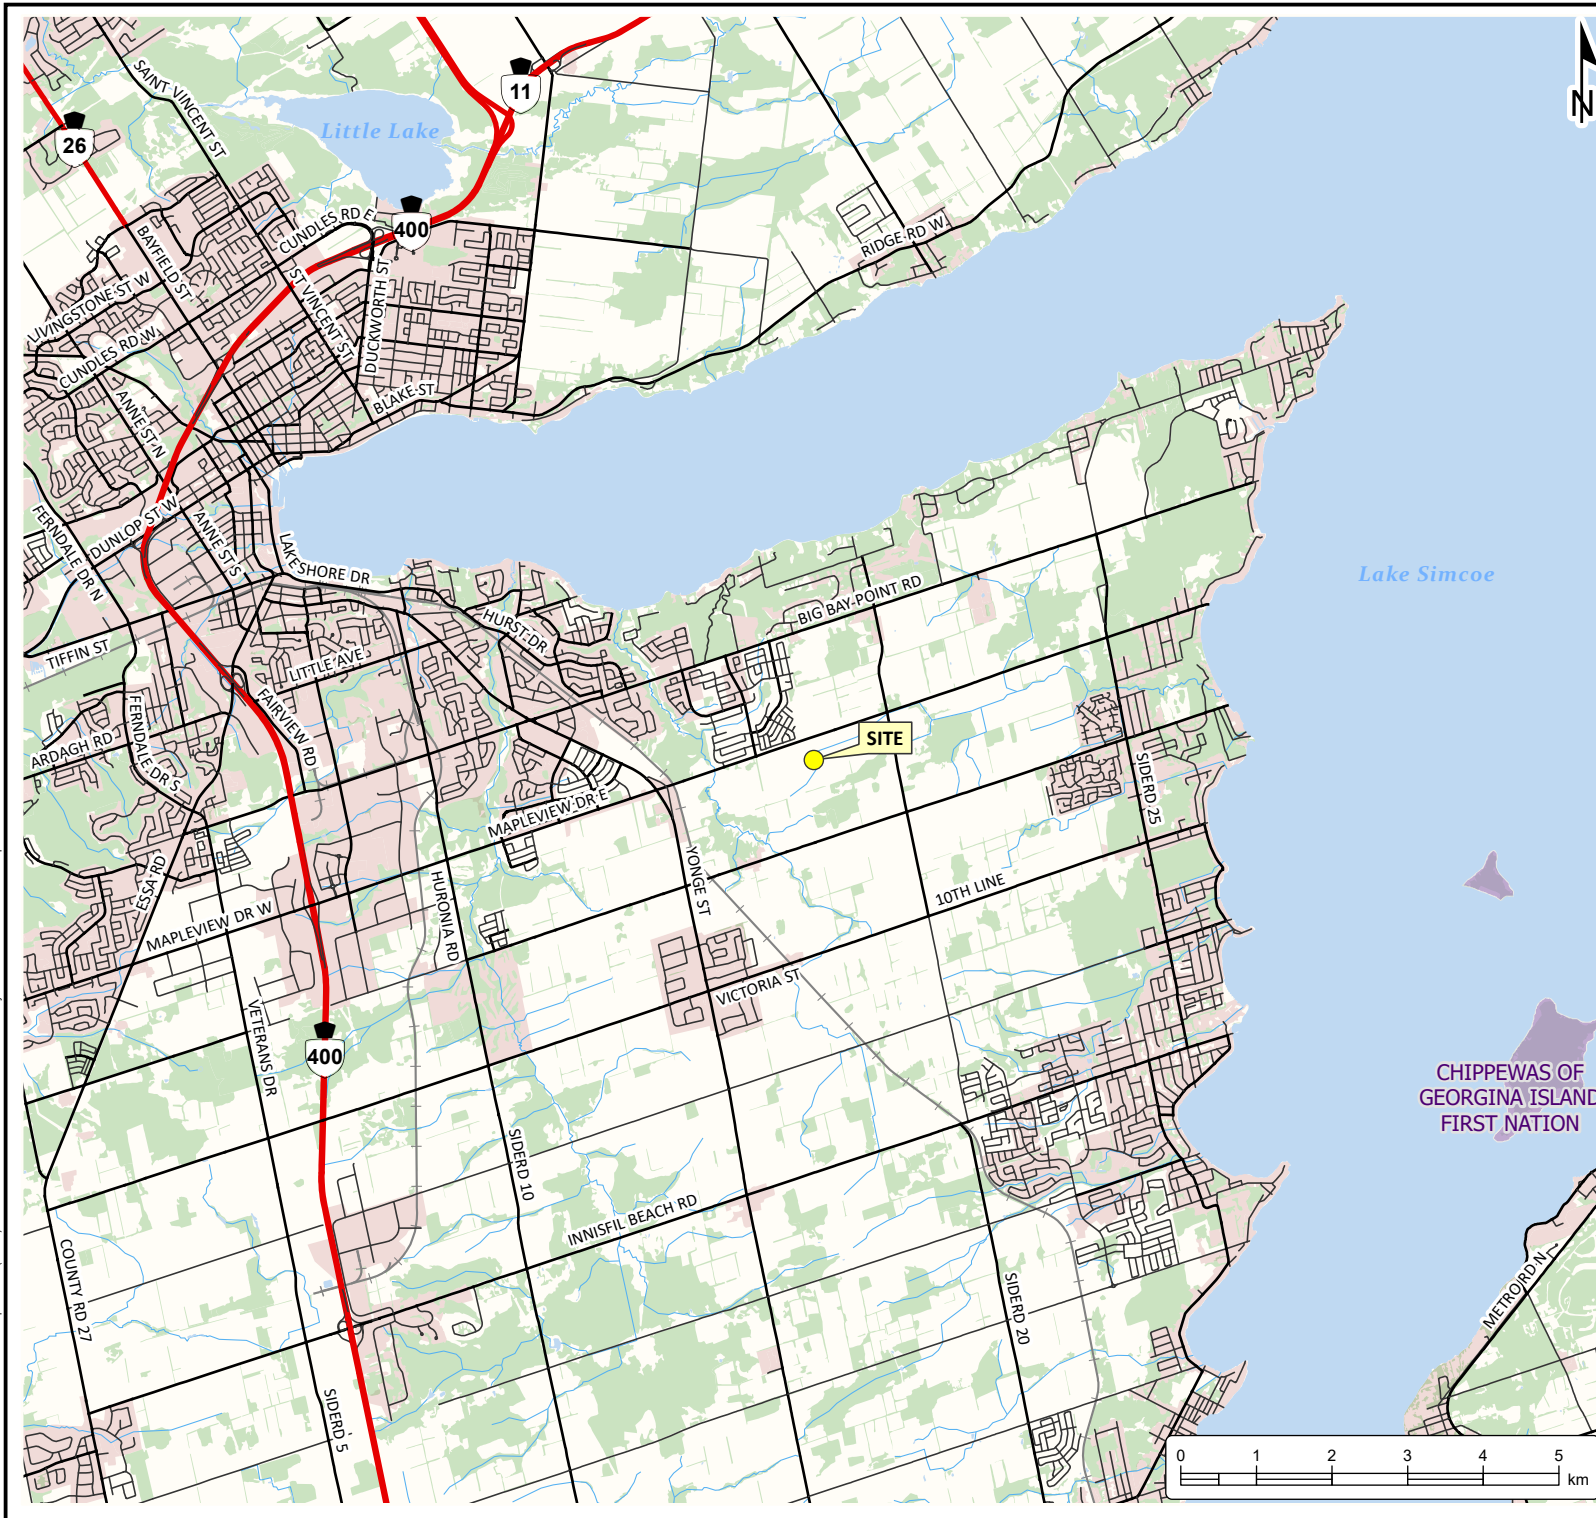 N
SAINT VINCENT ST
11
Little Lake
26
400
CUNDLES RD E
BAYFIELD ST
RIDGE RD W
LIVINGSTONE ST W
ST VINCENT ST
DUCKWORTH ST
CUNDLES RD W
BLAKE ST
ANNE ST N
FERNDALE DR N
DUNLOP ST W
ANNE ST S
LAKESHORE DR
Lake Simcoe
BIG BAY POINT RD
HURST DR
TIFFIN ST
LITTLE AVE
FERNDALE DR S
FAIRVIEW RD
ARDAGH RD
SITE
SIDERD 25
MAPLEVIEW DR E
ESSA RD
HURONIA RD
YONGE ST
10TH LINE
MAPLEVIEW DR W
VICTORIA ST
VETERANS DR
400
CHIPPEWAS OF
GEORGINA ISLAND
FIRST NATION
SIDERD 10
INNISFIL BEACH RD
COUNTY RD 27
SIDERD 20
METRO RD N
SIDERD 5
0 1 2 3 4 5
km